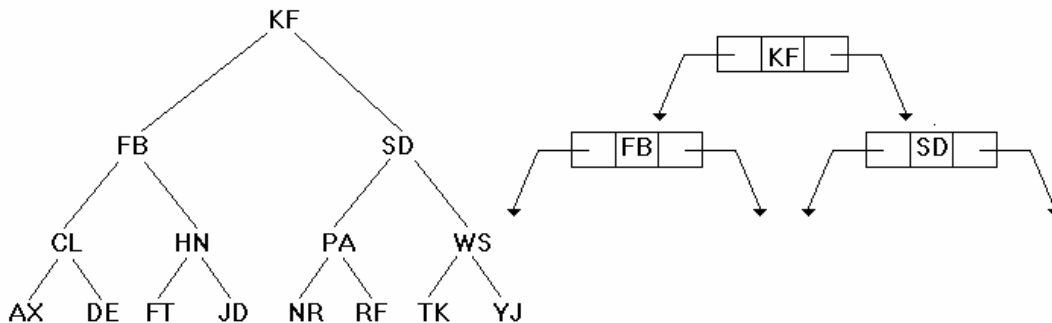 KF
FB SD
CL HN PA WS
AX DE FT JD NR RF TK YJ
KF
FB SD